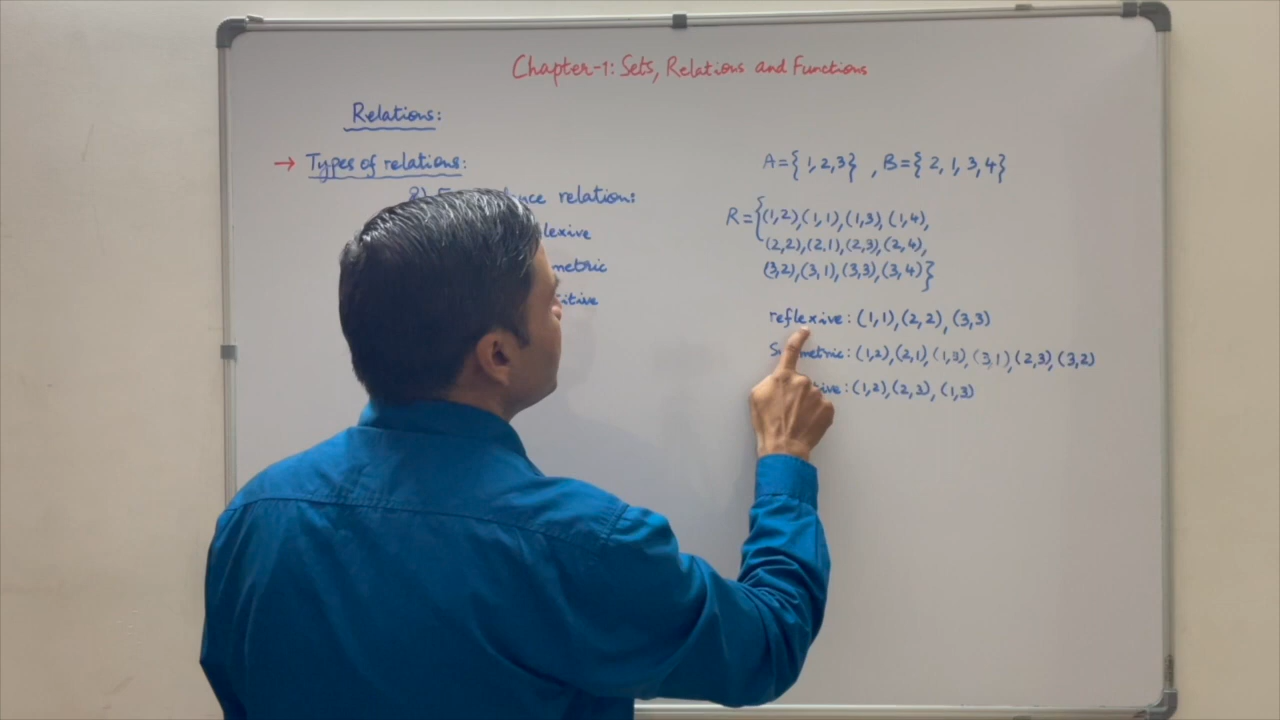 Chapter-1: Sets, Relations and Functions
Relations:
→ Types of relations:
8) relation:
A={1,2,3} , B={2,1,3,4}
R={(1,2),(1,1),(1,3),(1,4),
(2,2),(2,1),(2,3),(2,4),
(3,2),(3,1),(3,3),(3,4)}
reflexive: (1,1),(2,2),(3,3)
(1,2),(2,1),(1,3),(3,1),(2,3),(3,2)
(1,2),(2,3),(1,3)